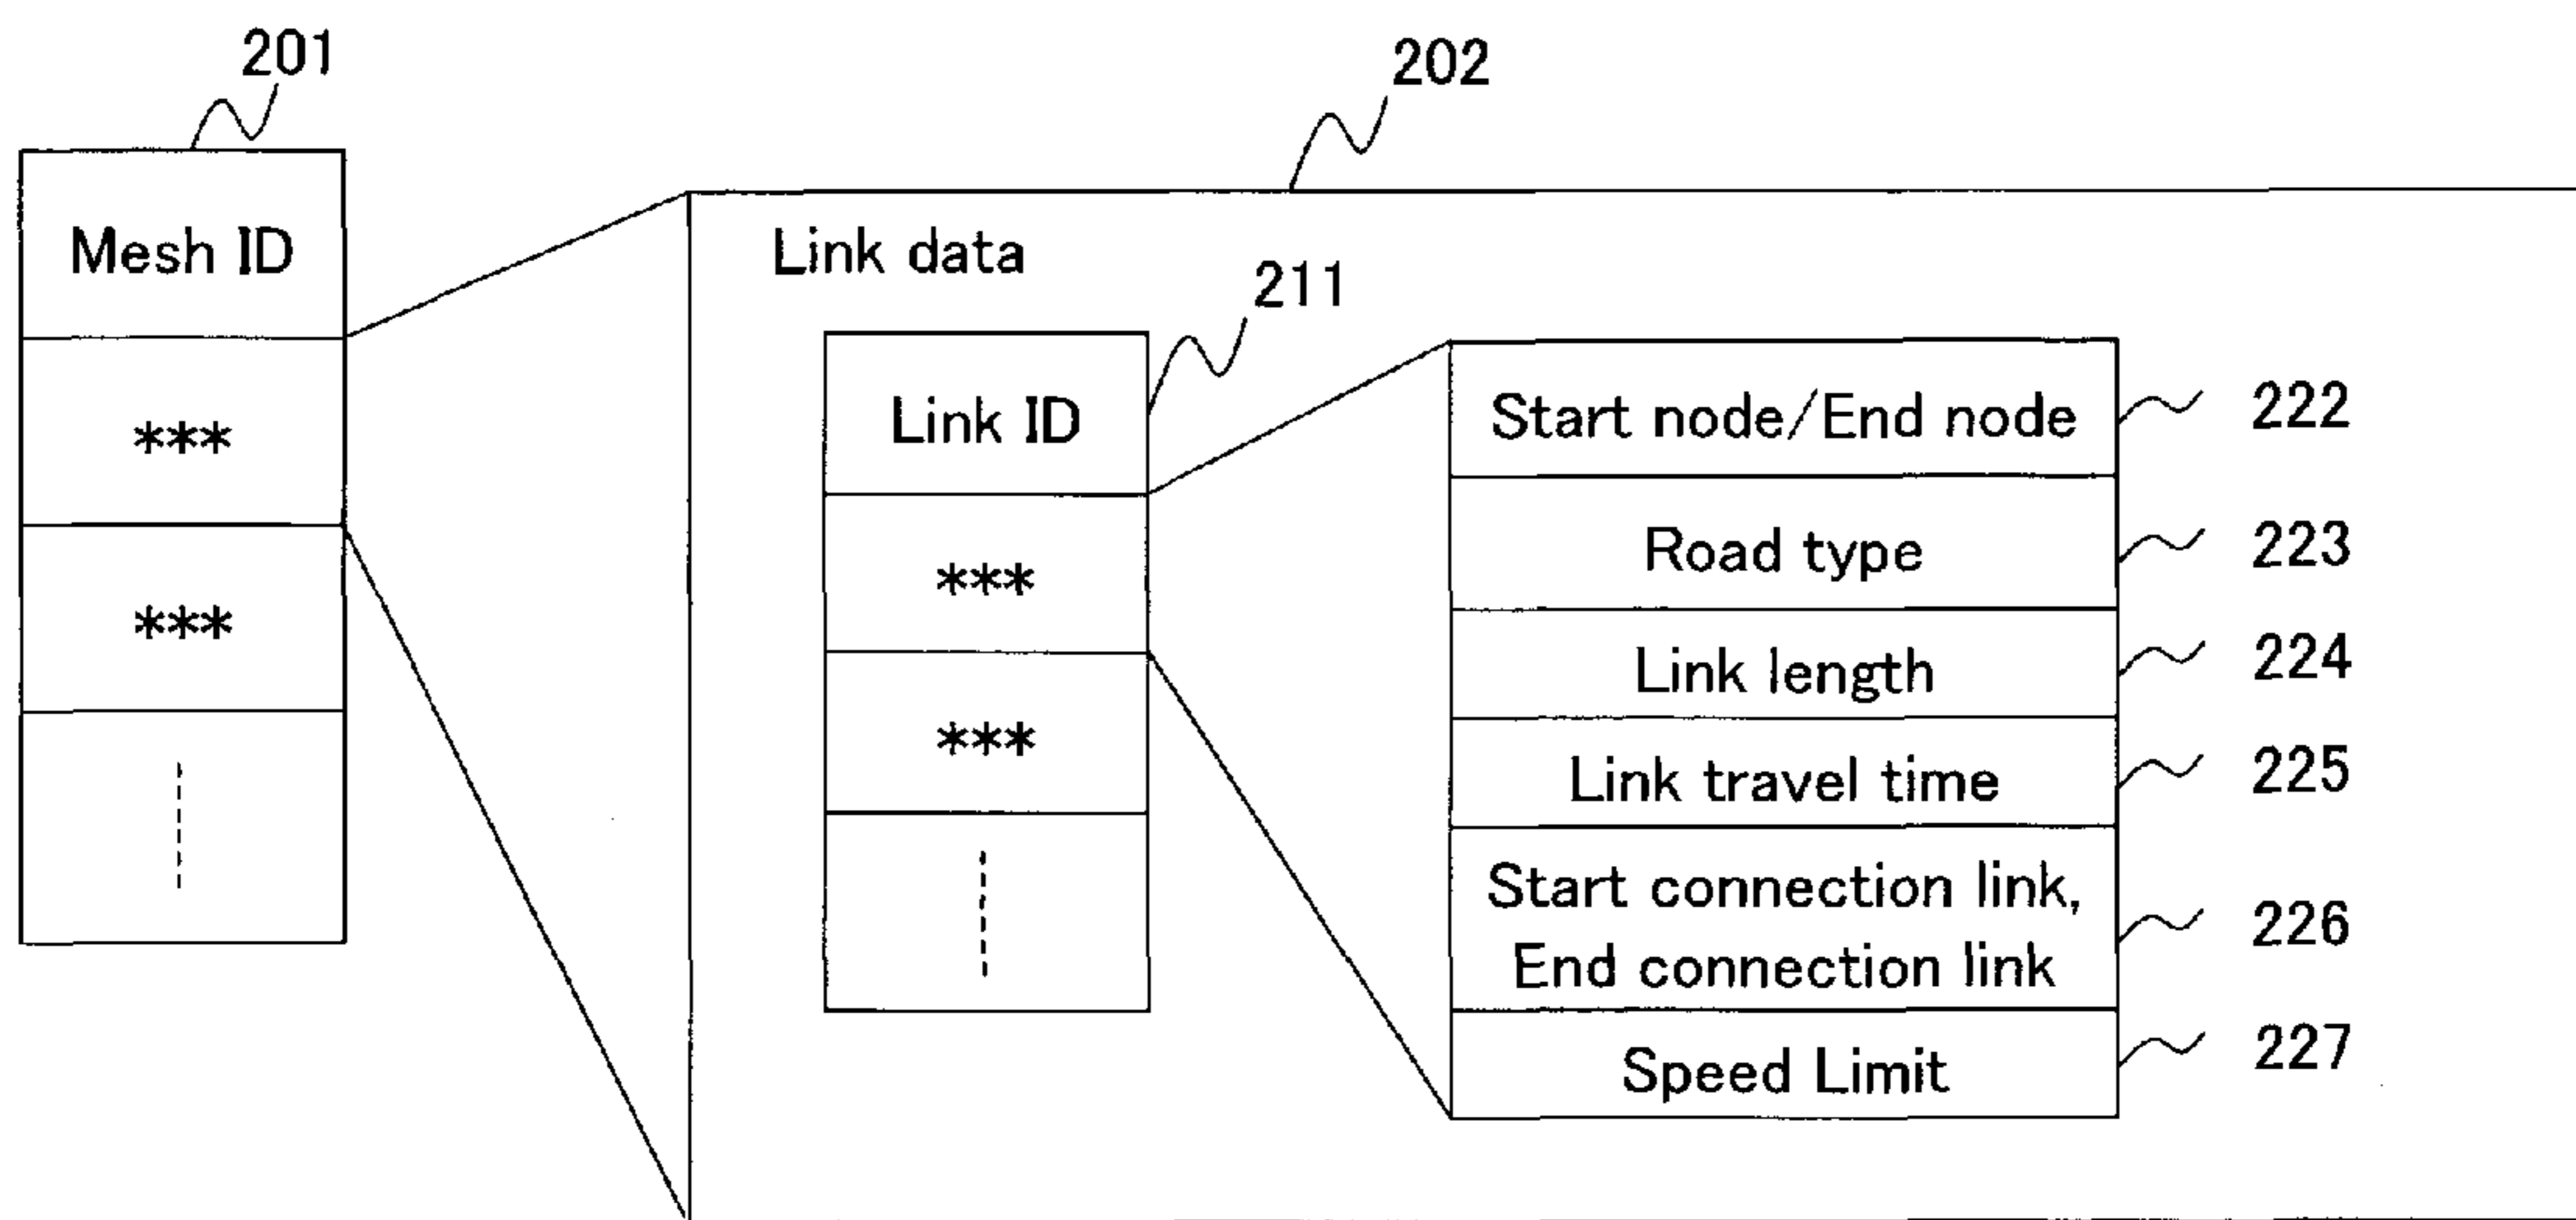 201
202
Mesh ID
***
***
Link data
211
Link ID
***
***
Start node/End node
222
Road type
223
Link length
224
Link travel time
225
Start connection link,
End connection link
226
Speed Limit
227